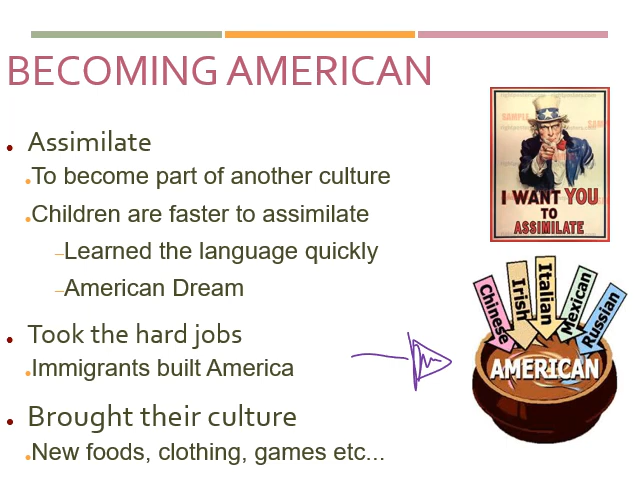 BECOMING AMERICAN
Assimilate
To become part of another culture
Children are faster to assimilate
–Learned the language quickly
–American Dream
Took the hard jobs
Immigrants built America
Brought their culture
New foods, clothing, games etc...
SAMPLE
I WANT YOU
TO
ASSIMILATE
Chinese
Irish
Italian
Mexican
Russian
AMERICAN